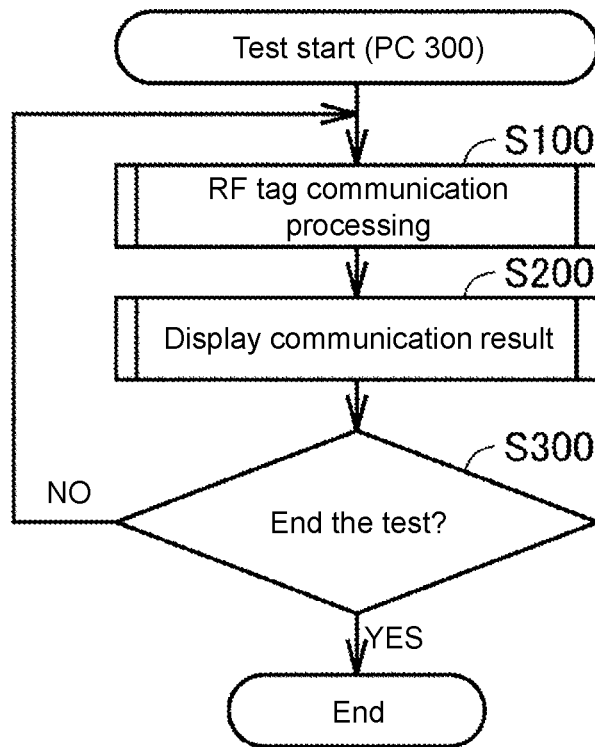 Test start (PC 300)
S100
RF tag communication
processing
S200
Display communication result
S300
NO
End the test?
YES
End